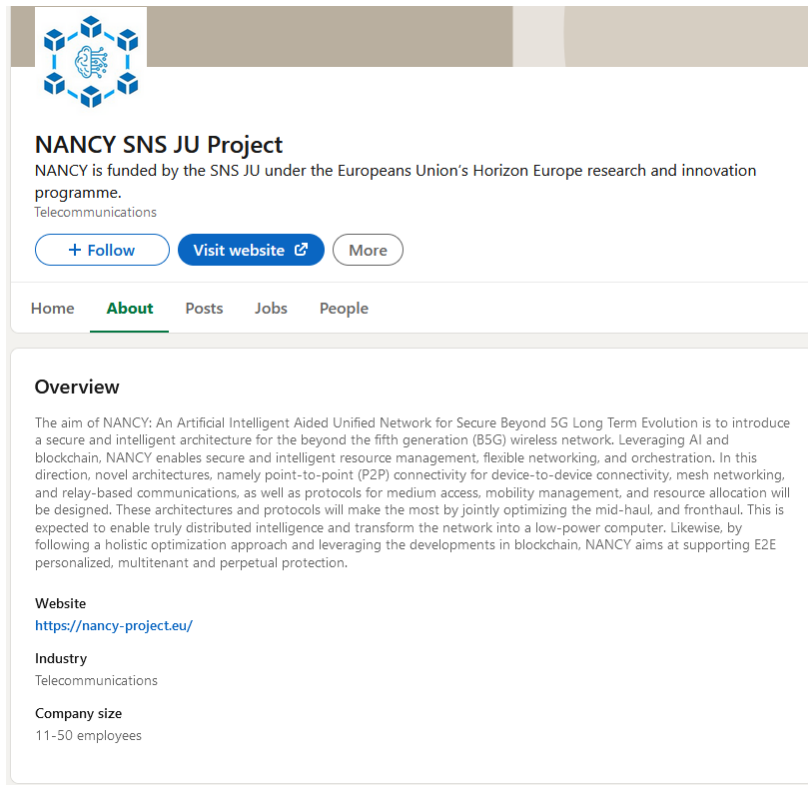 NANCY SNS JU Project
NANCY is funded by the SNS JU under the Europeans Union's Horizon Europe research and innovation
programme.
Telecommunications
+ Follow Visit website More
Home About Posts Jobs People
Overview
The aim of NANCY: An Artificial Intelligent Aided Unified Network for Secure Beyond 5G Long Term Evolution is to introduce
a secure and intelligent architecture for the beyond the fifth generation (B5G) wireless network. Leveraging AI and
blockchain, NANCY enables secure and intelligent resource management, flexible networking, and orchestration. In this
direction, novel architectures, namely point-to-point (P2P) connectivity for device-to-device connectivity, mesh networking,
and relay-based communications, as well as protocols for medium access, mobility management, and resource allocation will
be designed. These architectures and protocols will make the most by jointly optimizing the mid-haul, and fronthaul. This is
expected to enable truly distributed intelligence and transform the network into a low-power computer. Likewise, by
following a holistic optimization approach and leveraging the developments in blockchain, NANCY aims at supporting E2E
personalized, multitenant and perpetual protection.
Website
https://nancy-project.eu/
Industry
Telecommunications
Company size
11-50 employees